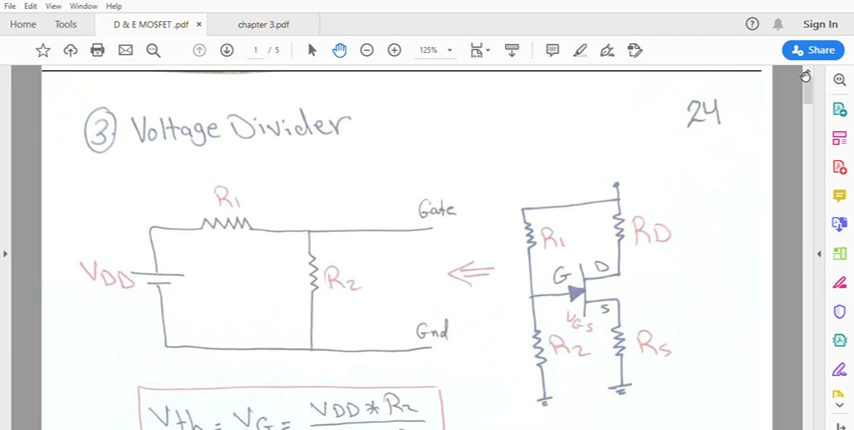 File Edit View Window Help
Home Tools D & E MOSFET .pdf × chapter 3.pdf Sign In
1 / 5 125% Share
24
3 Voltage Divider
R1 Gate
R1 RD
VDD R2
G D
VGS S
Gnd R2 RS
Vth = VG = VDD * R2